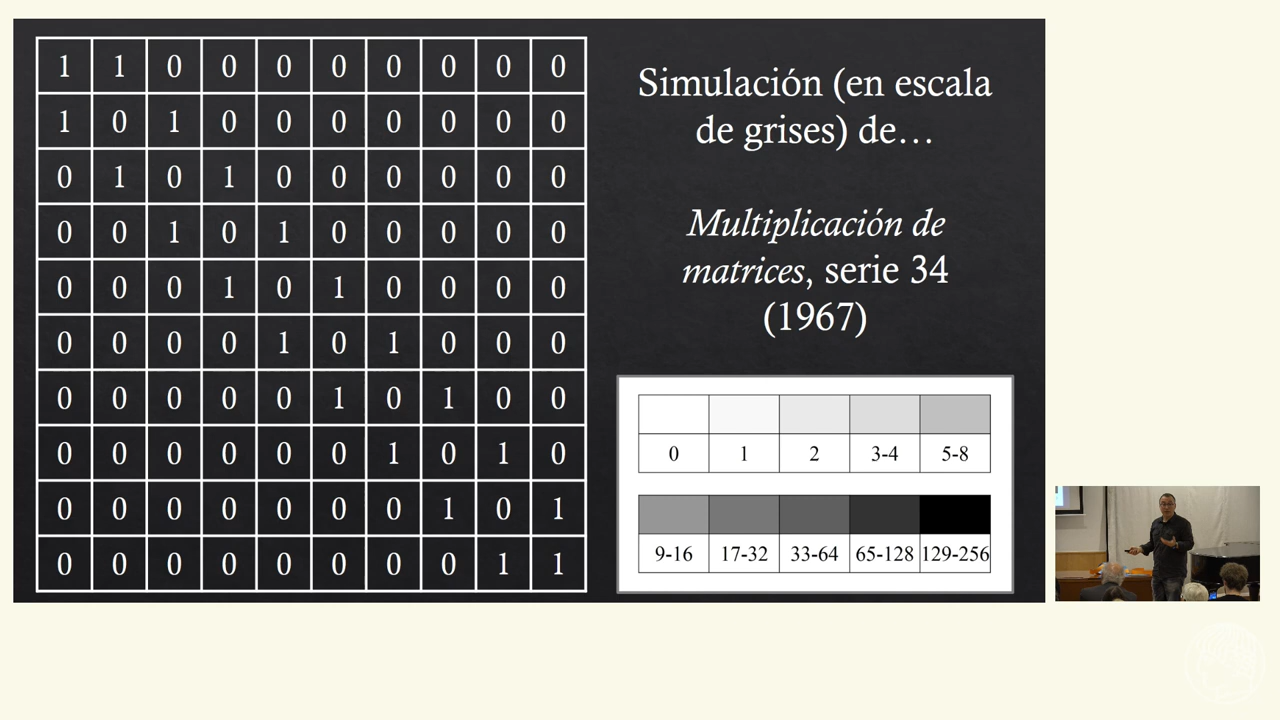 1 1 0 0 0 0 0 0 0 0
1 0 1 0 0 0 0 0 0 0
0 1 0 1 0 0 0 0 0 0
0 0 1 0 1 0 0 0 0 0
0 0 0 1 0 1 0 0 0 0
0 0 0 0 1 0 1 0 0 0
0 0 0 0 0 1 0 1 0 0
0 0 0 0 0 0 1 0 1 0
0 0 0 0 0 0 0 1 0 1
0 0 0 0 0 0 0 0 1 1
Simulación (en escala
de grises) de…
Multiplicación de
matrices, serie 34
(1967)
0 1 2 3-4 5-8
9-16 17-32 33-64 65-128 129-256